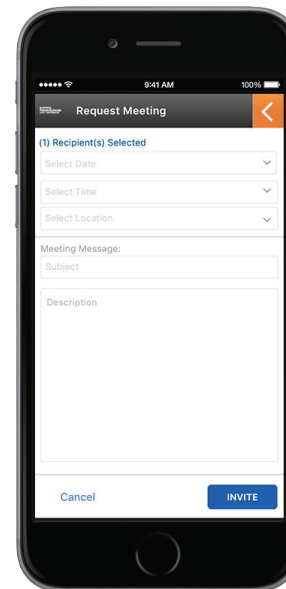 9:41 AM
100%
Request Meeting
(1) Recipient(s) Selected
Select Date
Select Time
Select Location
Meeting Message:
Subject
Description
Cancel
INVITE